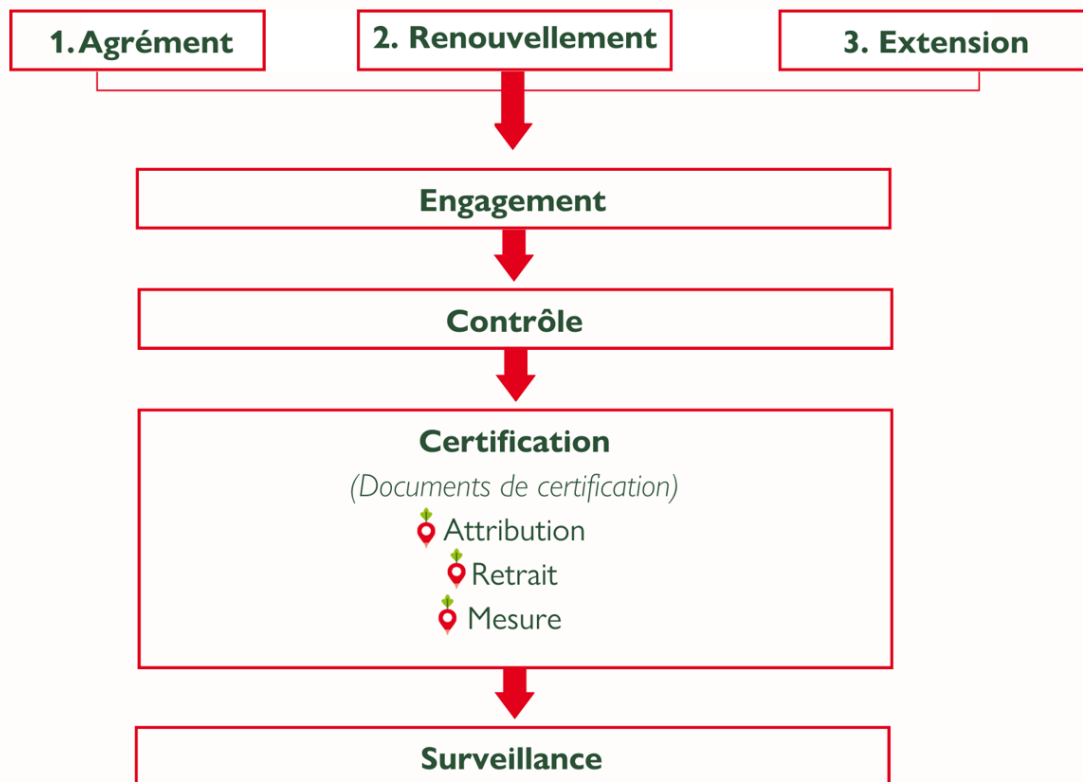 1. Agrément
2. Renouvellement
3. Extension
Engagement
Contrôle
Certification
(Documents de certification)
Attribution
Retrait
Mesure
Surveillance